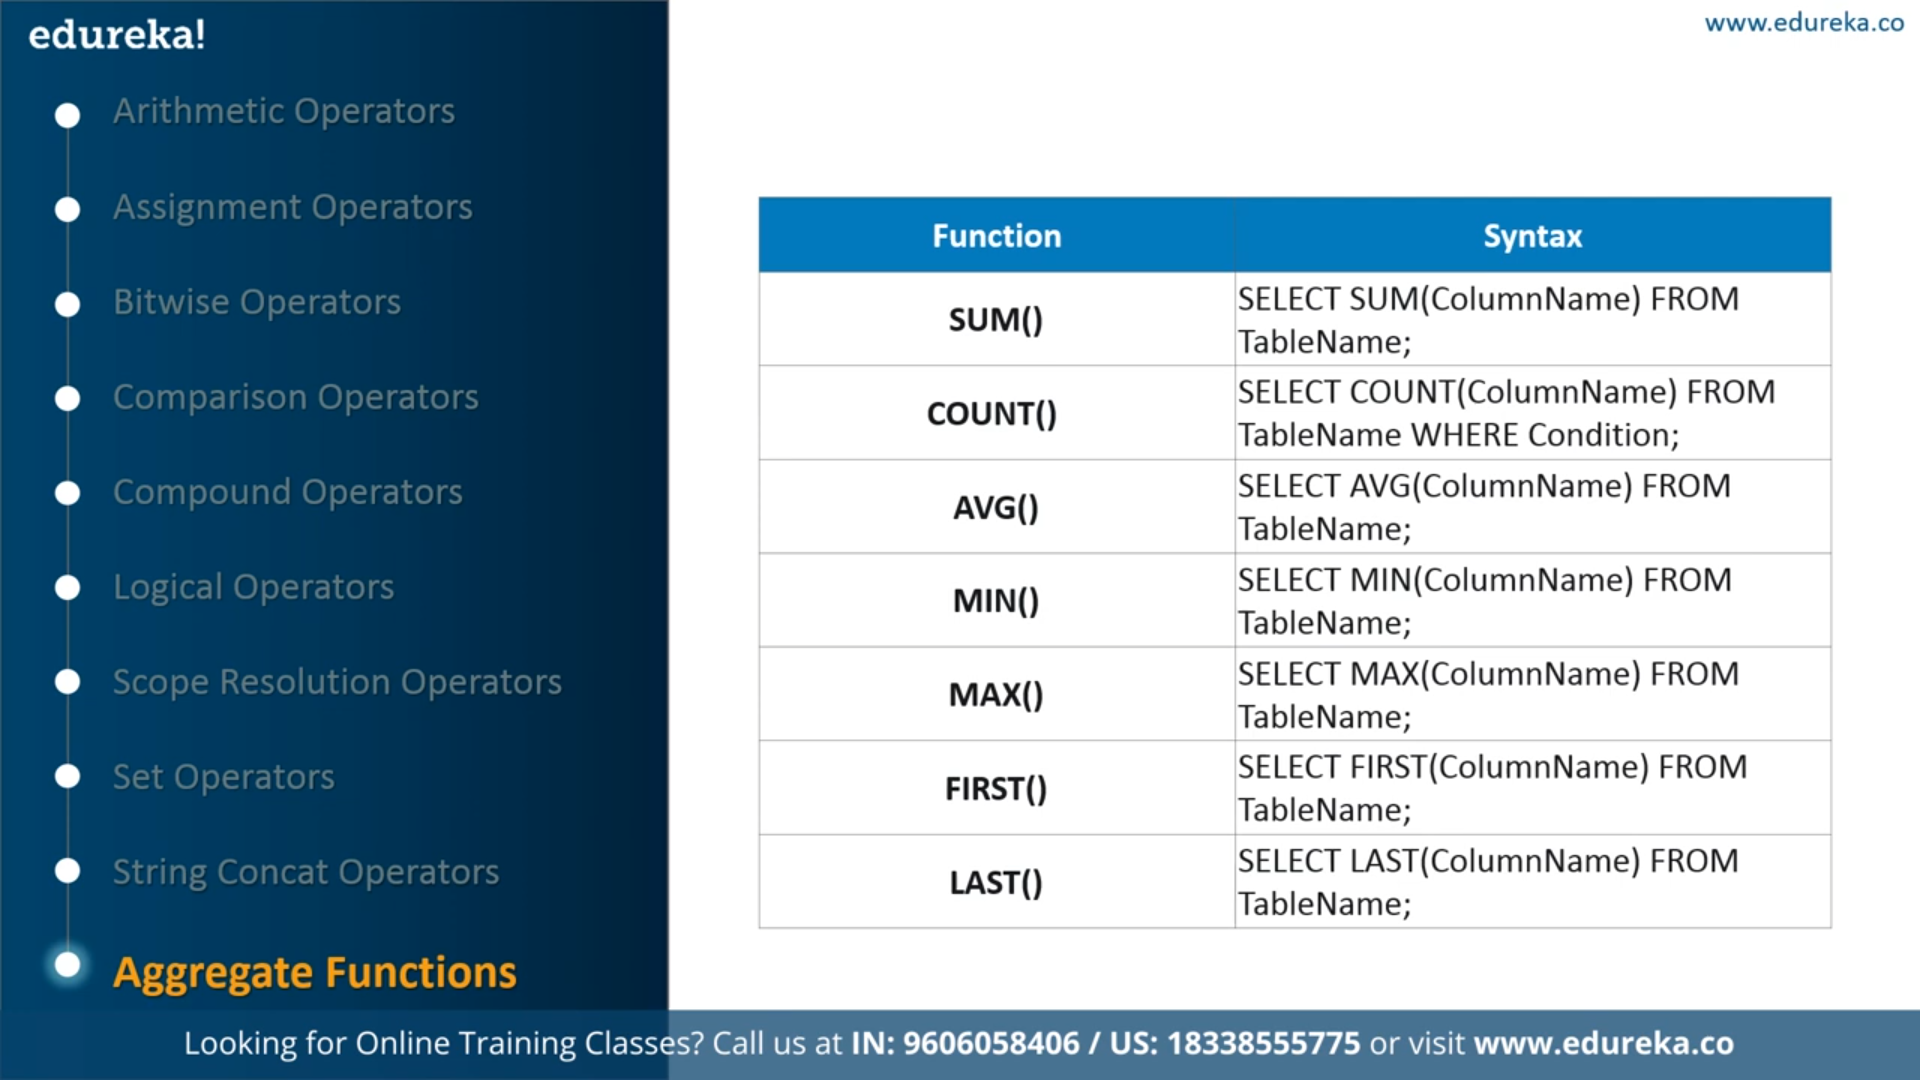 edureka!
www.edureka.co
Arithmetic Operators
Assignment Operators
Bitwise Operators
Comparison Operators
Compound Operators
Logical Operators
Scope Resolution Operators
Set Operators
String Concat Operators
Aggregate Functions
Function Syntax
SUM() SELECT SUM(ColumnName) FROM
TableName;
COUNT() SELECT COUNT(ColumnName) FROM
TableName WHERE Condition;
AVG() SELECT AVG(ColumnName) FROM
TableName;
MIN() SELECT MIN(ColumnName) FROM
TableName;
MAX() SELECT MAX(ColumnName) FROM
TableName;
FIRST() SELECT FIRST(ColumnName) FROM
TableName;
LAST() SELECT LAST(ColumnName) FROM
TableName;
Looking for Online Training Classes? Call us at IN: 9606058406 / US: 18338555775 or visit www.edureka.co